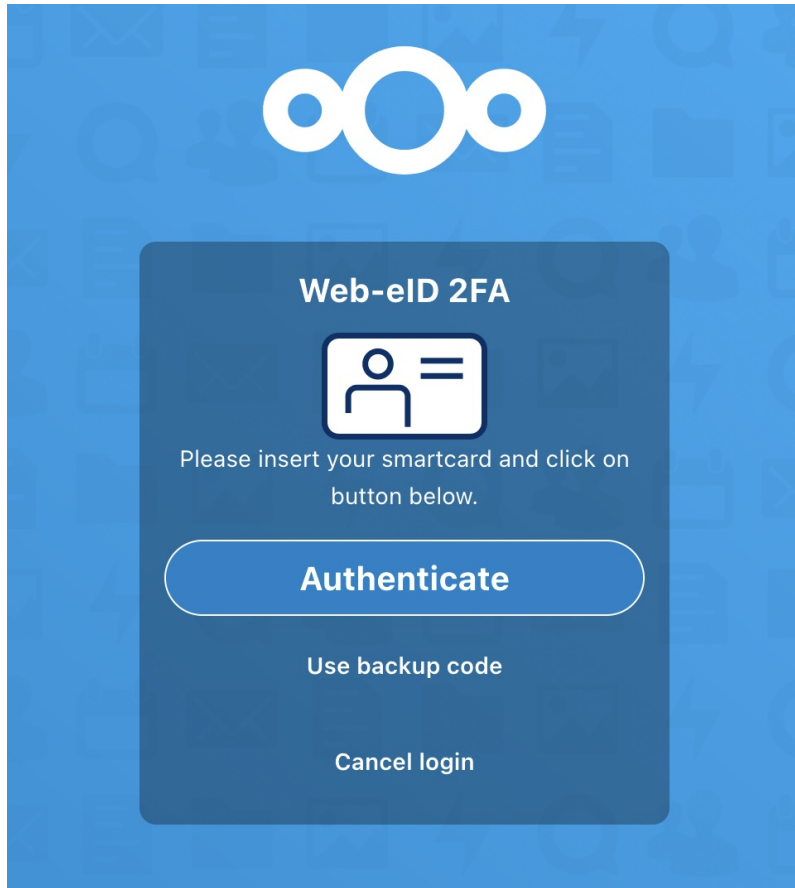 Web-eID 2FA
Please insert your smartcard and click on
button below.
Authenticate
Use backup code
Cancel login